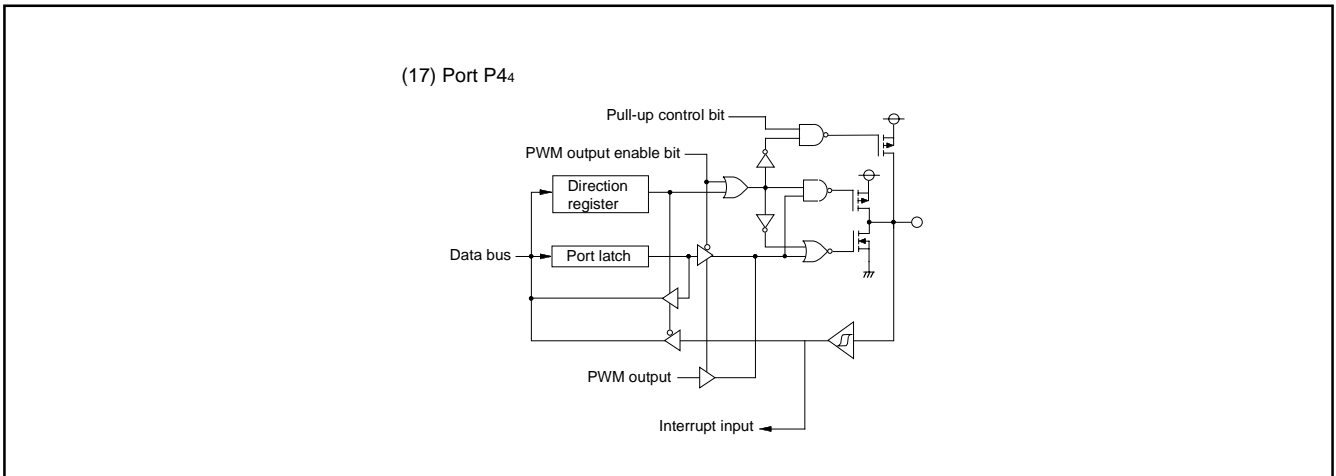 (17) Port P44
Pull-up control bit
PWM output enable bit
Direction
register
Data bus
Port latch
PWM output
Interrupt input